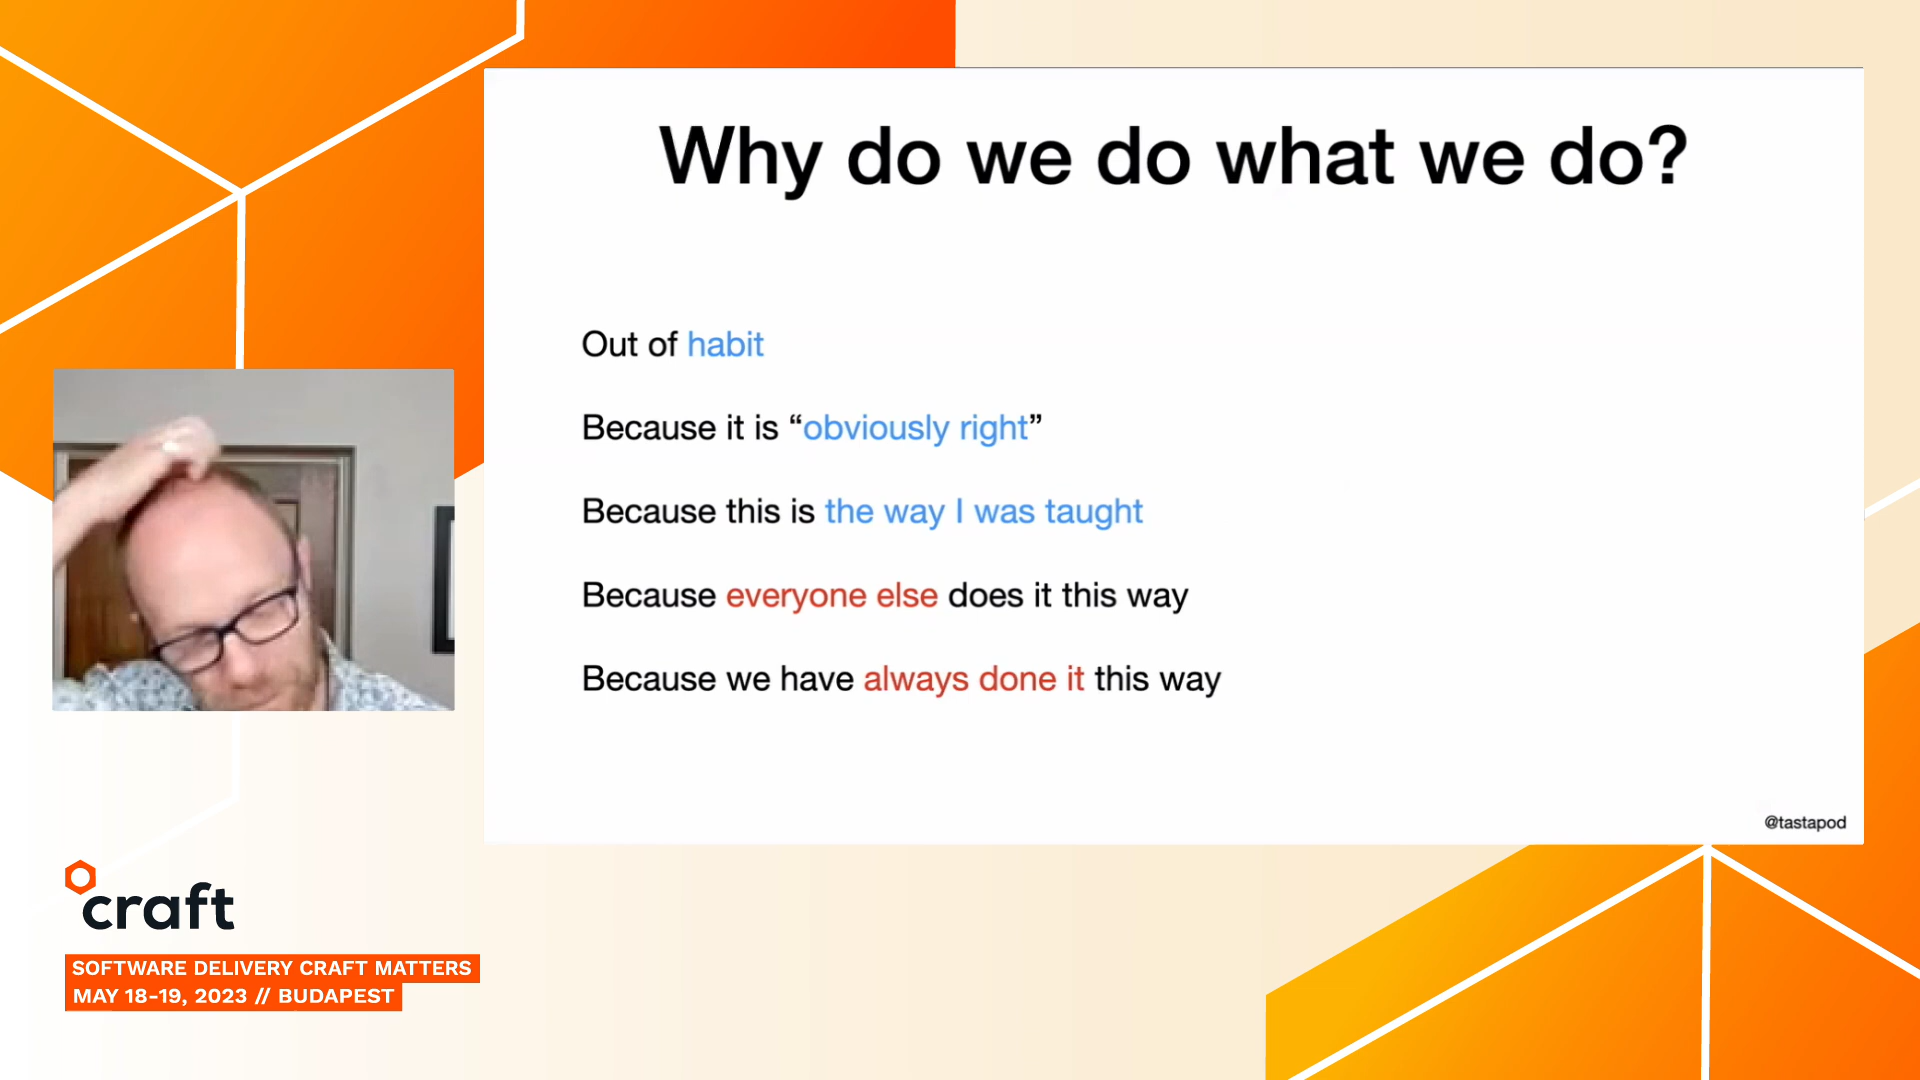 Why do we do what we do?
Out of habit
Because it is “obviously right”
Because this is the way I was taught
Because everyone else does it this way
Because we have always done it this way
@tastapod
craft
SOFTWARE DELIVERY CRAFT MATTERS
MAY 18-19, 2023 // BUDAPEST